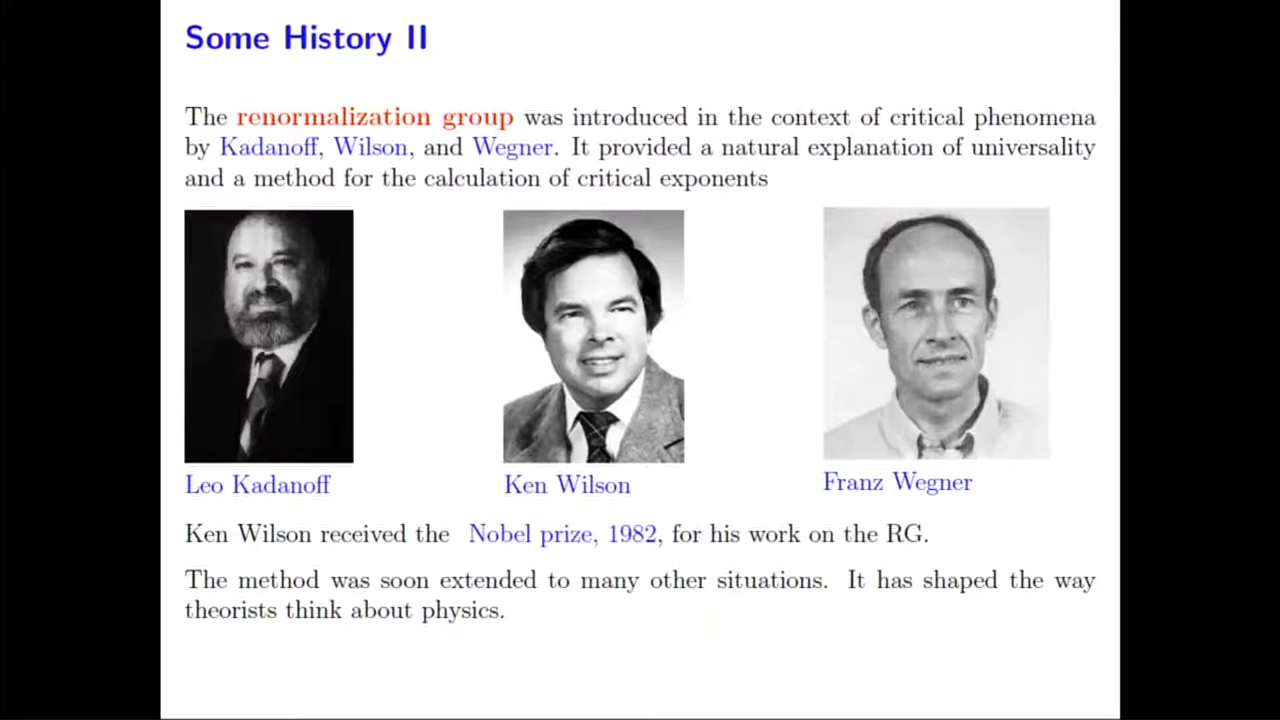 Some History II
The renormalization group was introduced in the context of critical phenomena
by Kadanoff, Wilson, and Wegner. It provided a natural explanation of universality
and a method for the calculation of critical exponents
Leo Kadanoff
Ken Wilson
Franz Wegner
Ken Wilson received the Nobel prize, 1982, for his work on the RG.
The method was soon extended to many other situations. It has shaped the way
theorists think about physics.